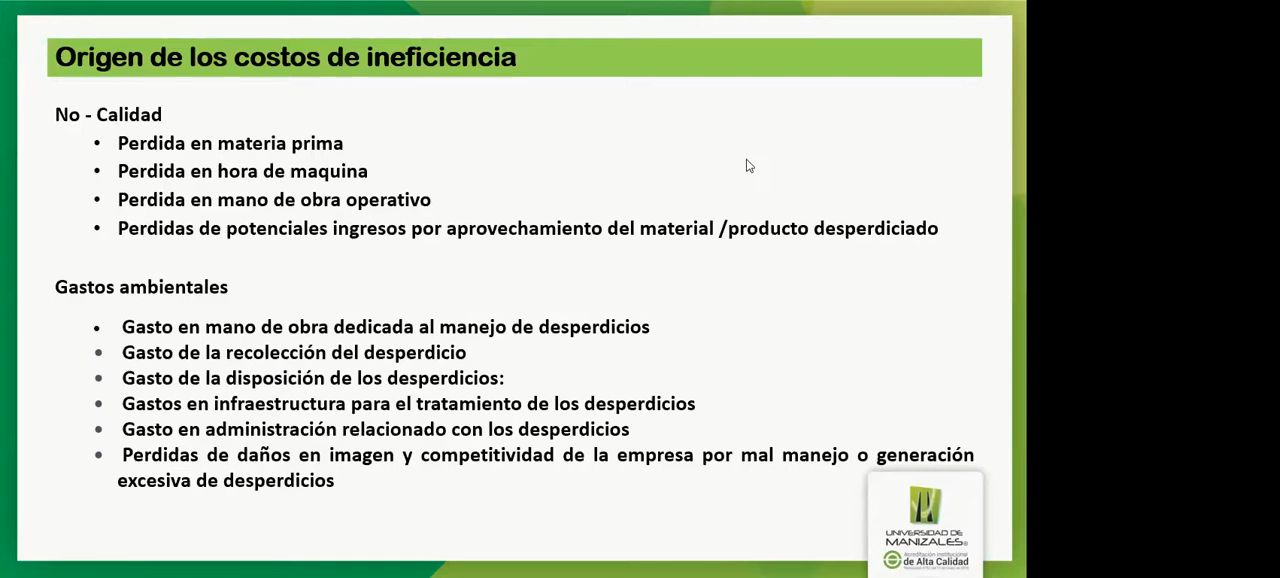 Origen de los costos de ineficiencia
No - Calidad
• Perdida en materia prima
• Perdida en hora de maquina
• Perdida en mano de obra operativo
• Perdidas de potenciales ingresos por aprovechamiento del material /producto desperdiciado
Gastos ambientales
• Gasto en mano de obra dedicada al manejo de desperdicios
• Gasto de la recolección del desperdicio
• Gasto de la disposición de los desperdicios:
• Gastos en infraestructura para el tratamiento de los desperdicios
• Gasto en administración relacionado con los desperdicios
• Perdidas de daños en imagen y competitividad de la empresa por mal manejo o generación
excesiva de desperdicios
UNIVERSIDAD DE
MANIZALES®
Acreditación Institucional
de Alta Calidad